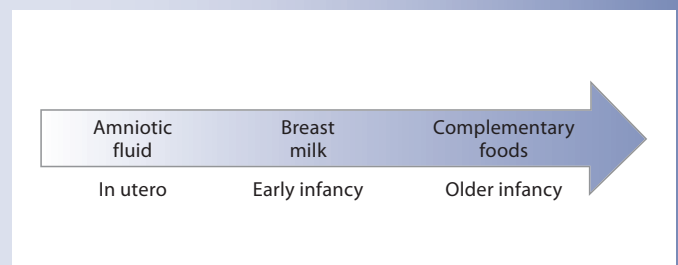 Amniotic
fluid
Breast
milk
Complementary
foods
In utero
Early infancy
Older infancy